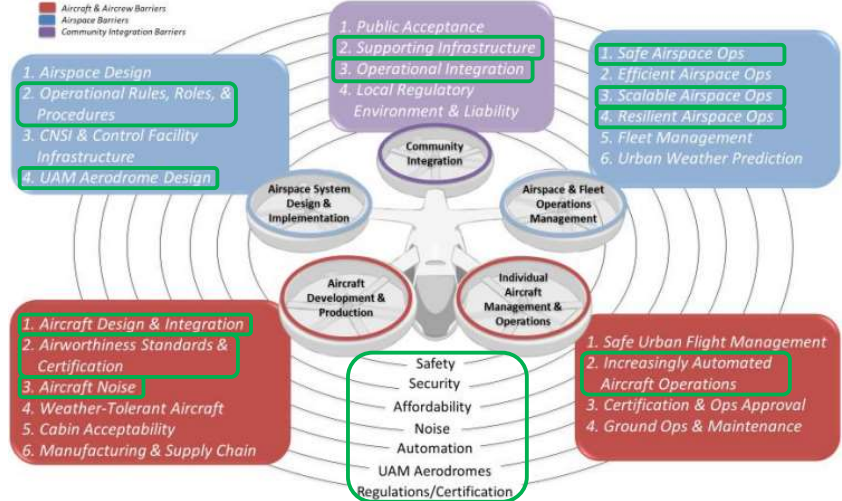 Aircraft & Aircrew Barriers
Airspace Barriers
Community Integration Barriers
1. Public Acceptance
2. Supporting Infrastructure
3. Operational Integration
4. Local Regulatory
Environment & Liability
1. Airspace Design
2. Operational Rules, Roles, &
Procedures
3. CNSI & Control Facility
Infrastructure
4. UAM Aerodrome Design
1. Safe Airspace Ops
2. Efficient Airspace Ops
3. Scalable Airspace Ops
4. Resilient Airspace Ops
5. Fleet Management
6. Urban Weather Prediction
Community
Integration
Airspace System
Design &
Implementation
Airspace & Fleet
Operations
Management
Aircraft
Development &
Production
Individual
Aircraft
Management &
Operations
1. Aircraft Design & Integration
2. Airworthiness Standards &
Certification
3. Aircraft Noise
4. Weather-Tolerant Aircraft
5. Cabin Acceptability
6. Manufacturing & Supply Chain
Safety
Security
Affordability
Noise
Automation
UAM Aerodromes
Regulations/Certification
1. Safe Urban Flight Management
2. Increasingly Automated
Aircraft Operations
3. Certification & Ops Approval
4. Ground Ops & Maintenance